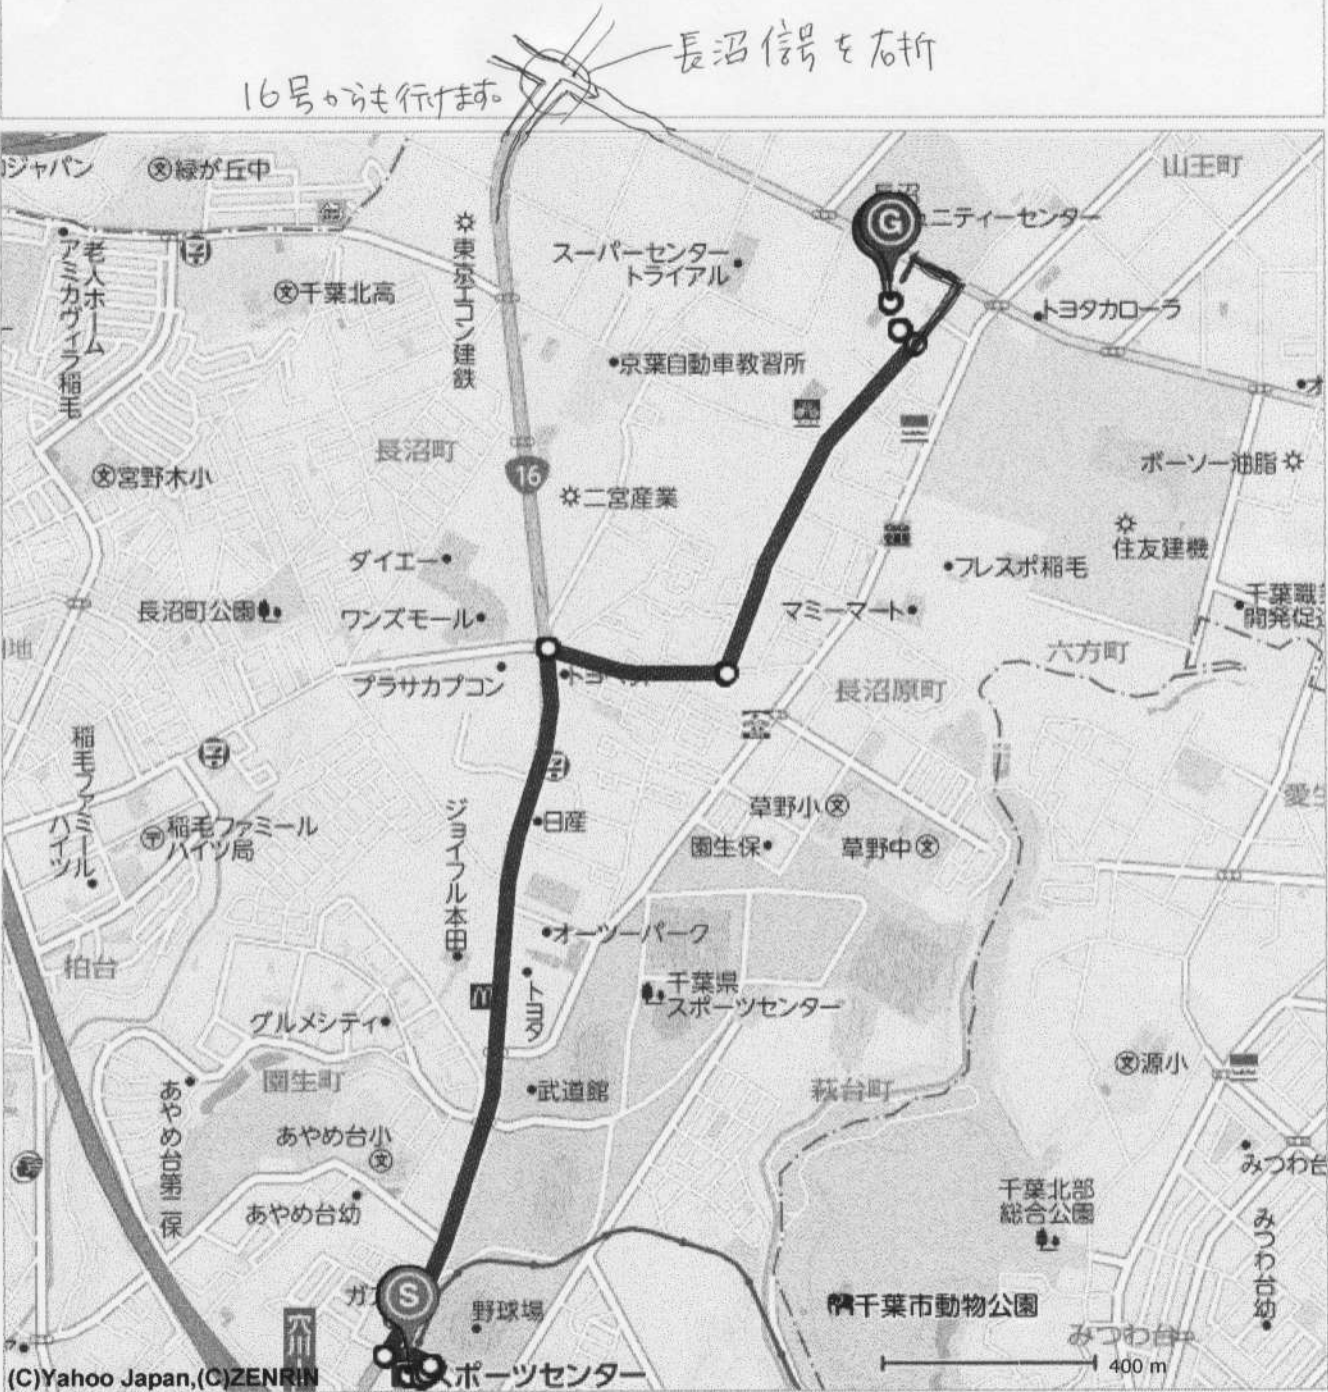 長沼信号を右折
16号からも行けます。
ジャパン
緑が丘中
山王町
長沼
ニティーセンター
G
老人ホーム
アミカヴィラ稲毛
東京エコン建鉄
スーパーセンター
トライアル
千葉北高
トヨタカローラ
京葉自動車教習所
長沼町
16
ボーソー油脂
宮野木小
二宮産業
住友建機
ダイエー
フレスポ稲毛
長沼町公園
ワンズモール
マミーマート
千葉職業
開発促進
六方町
プラサカプコン
長沼原町
稲毛ファミール
ハイツ
稲毛ファミール
ハイツ局
ジョイフル本田
日産
草野小
園生保
草野中
愛生
オーツーパーク
柏台
千葉県
スポーツセンター
トヨタ
グルメシティ
園生町
武道館
萩台町
源小
あやめ台第二保
あやめ台小
あやめ台幼
みつわ台
千葉北部
総合公園
みつわ台幼
S
野球場
穴川
千葉市動物公園
みつわ台
スポーツセンター
400 m
(C)Yahoo Japan,(C)ZENRIN